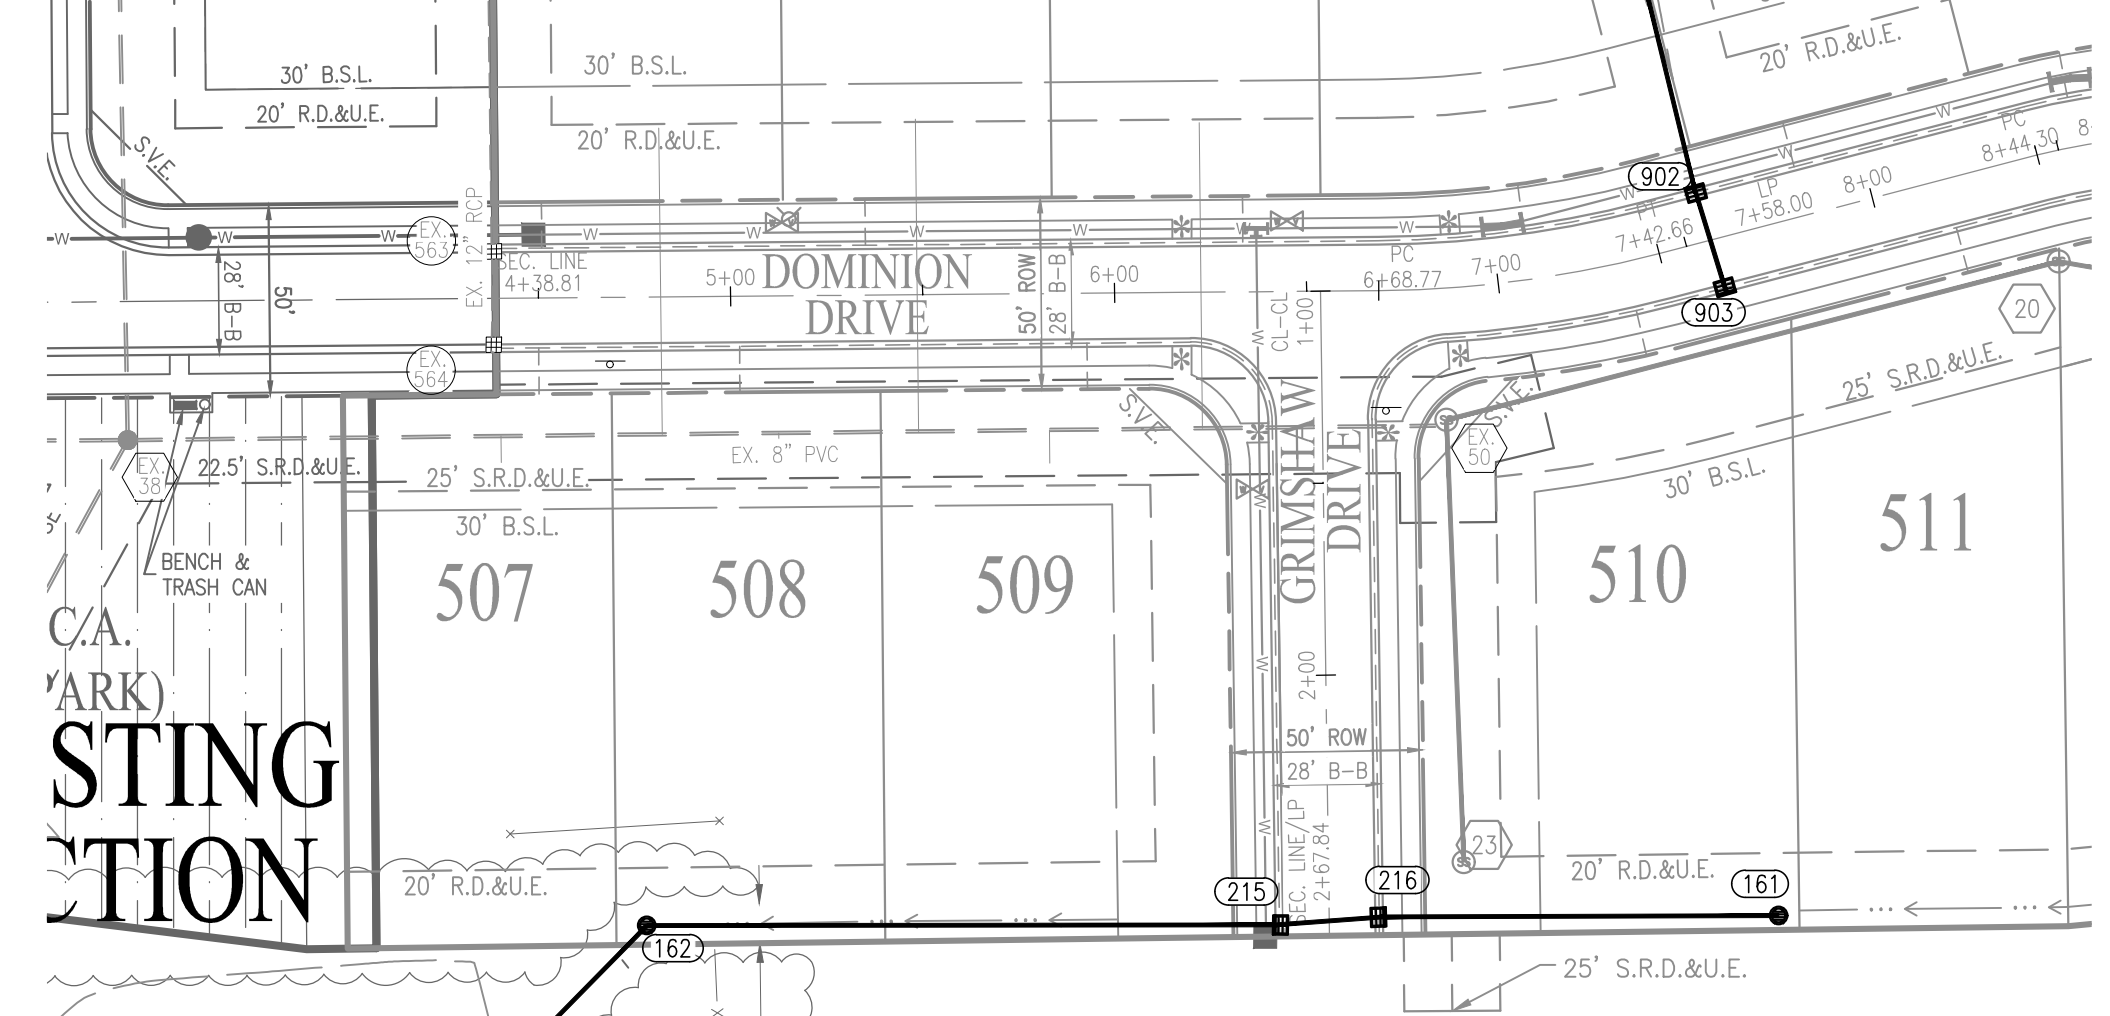 30' B.S.L.
20' R.D.&U.E.
30' B.S.L.
20' R.D.&U.E.
20' R.D.&U.E.
S.V.E.
EX. 12" RCP
902
PC
8+44.30
LP
7+58.00
8+00
PT
7+42.66
W
W
W
W
W
W
W
W
W
W
W
W
EX.
563
SEC. LINE
4+38.81
5+00
DOMINION
DRIVE
50' ROW
28' B-B
6+00
PC
6+68.77
7+00
903
20
28' B-B
50'
CL-CL
1+00
W
EX.
564
25' S.R.D.&U.E.
S.V.E.
S.V.E.
SS
SS
EX.
50
EX.
38
22.5' S.R.D.&U.E.
EX. 8" PVC
25' S.R.D.&U.E.
30' B.S.L.
30' B.S.L.
GRIMSHAW
DRIVE
W
BENCH &
TRASH CAN
507
508
509
510
511
C/A.
ARK)
W
2+00
STING
CTION
50' ROW
28' B-B
W
SEC. LINE/LP
2+67.84
23
SS
20' R.D.&U.E.
20' R.D.&U.E.
215
216
161
162
25' S.R.D.&U.E.